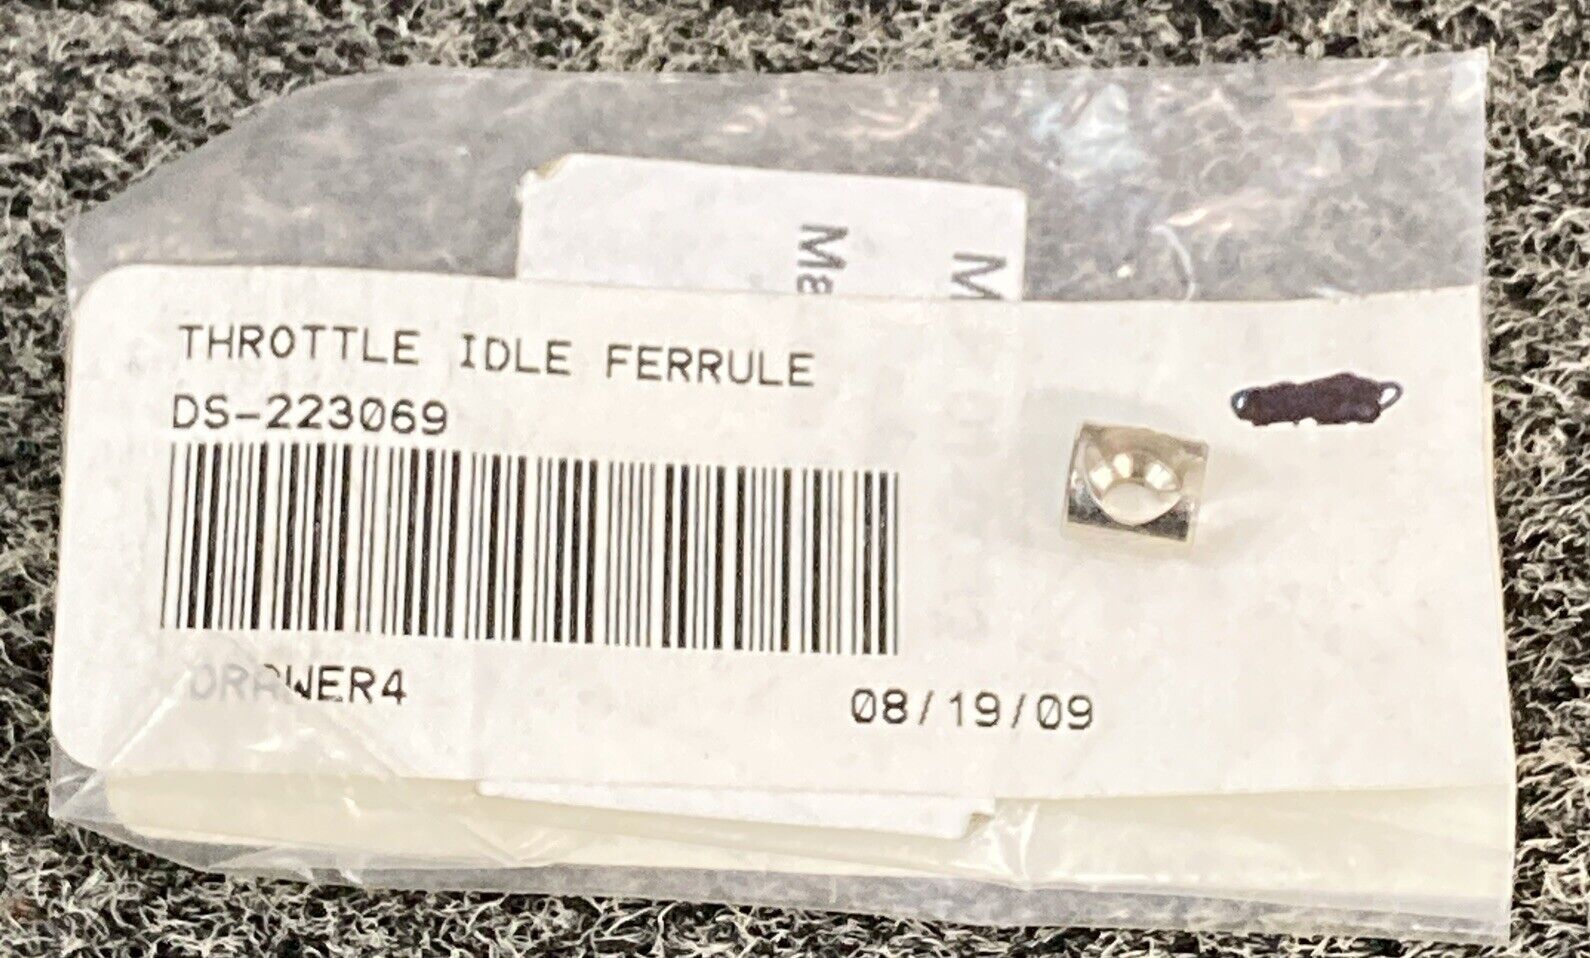 THROTTLE IDLE FERRULE
DS-223069
DRAWER4
08/19/09